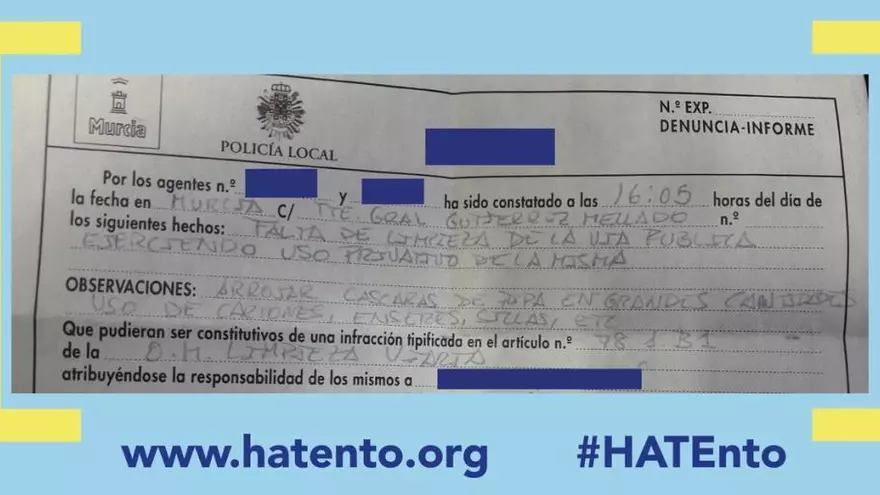 Murcia
POLICÍA LOCAL
N.º EXP.
DENUNCIA-INFORME
Por los agentes n.º y ha sido constatado a las 16:05 horas del día de
la fecha en MURCIA C/ TTE. GRAL GUTIERREZ MELLADO n.º
los siguientes hechos: FALTA DE LIMPIEZA DE LA VIA PUBLICA
EJERCIENDO USO PRIVATIVO DE LA MISMA
OBSERVACIONES: ARROJAR CASCARAS DE PIPA EN GRANDES CANTIDADES
USO DE CARTONES, ENSERES, SILLAS, ETC
Que pudieran ser constitutivos de una infracción tipificada en el artículo n.º 78
de la O.M. LIMPIEZA VIARIA
atribuyéndose la responsabilidad de los mismos a
www.hatento.org #HATEnto